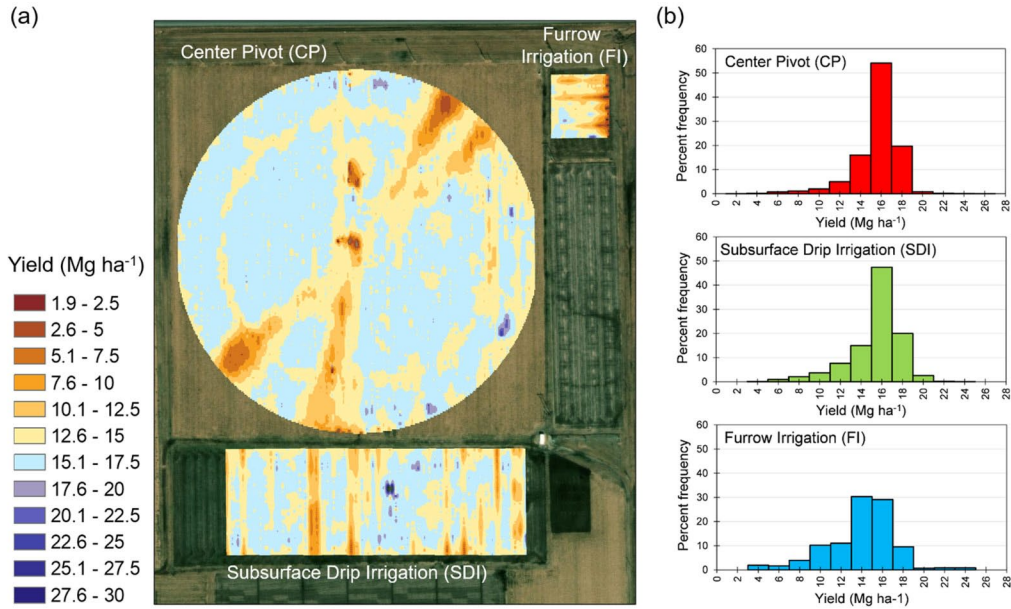 (a)
Center Pivot (CP)
Furrow
Irrigation (FI)
Yield (Mg ha-1)
1.9 - 2.5
2.6 - 5
5.1 - 7.5
7.6 - 10
10.1 - 12.5
12.6 - 15
15.1 - 17.5
17.6 - 20
20.1 - 22.5
22.6 - 25
25.1 - 27.5
27.6 - 30
Subsurface Drip Irrigation (SDI)
(b)
Center Pivot (CP)
Percent frequency
60
50
40
30
20
10
0
0 2 4 6 8 10 12 14 16 18 20 22 24 26 28
Yield (Mg ha⁻¹)
Subsurface Drip Irrigation (SDI)
Percent frequency
60
50
40
30
20
10
0
0 2 4 6 8 10 12 14 16 18 20 22 24 26 28
Yield (Mg ha⁻¹)
Furrow Irrigation (FI)
Percent frequency
60
50
40
30
20
10
0
0 2 4 6 8 10 12 14 16 18 20 22 24 26 28
Yield (Mg ha-1)